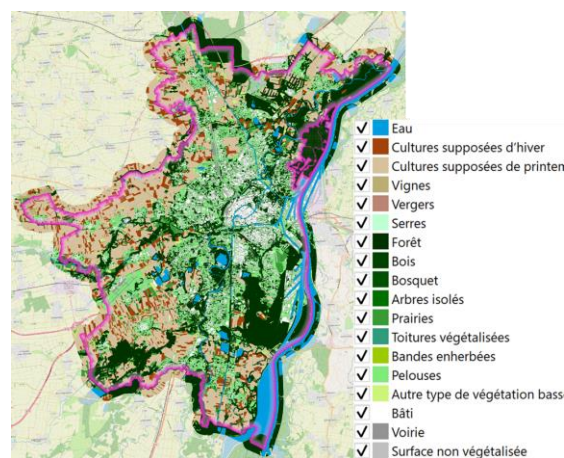 Eau
Cultures supposées d'hiver
Cultures supposées de printem
Vignes
Vergers
Serres
Forêt
Bois
Bosquet
Arbres isolés
Prairies
Toitures végétalisées
Bandes enherbées
Pelouses
Autre type de végétation bass
Bâti
Voirie
Surface non végétalisée